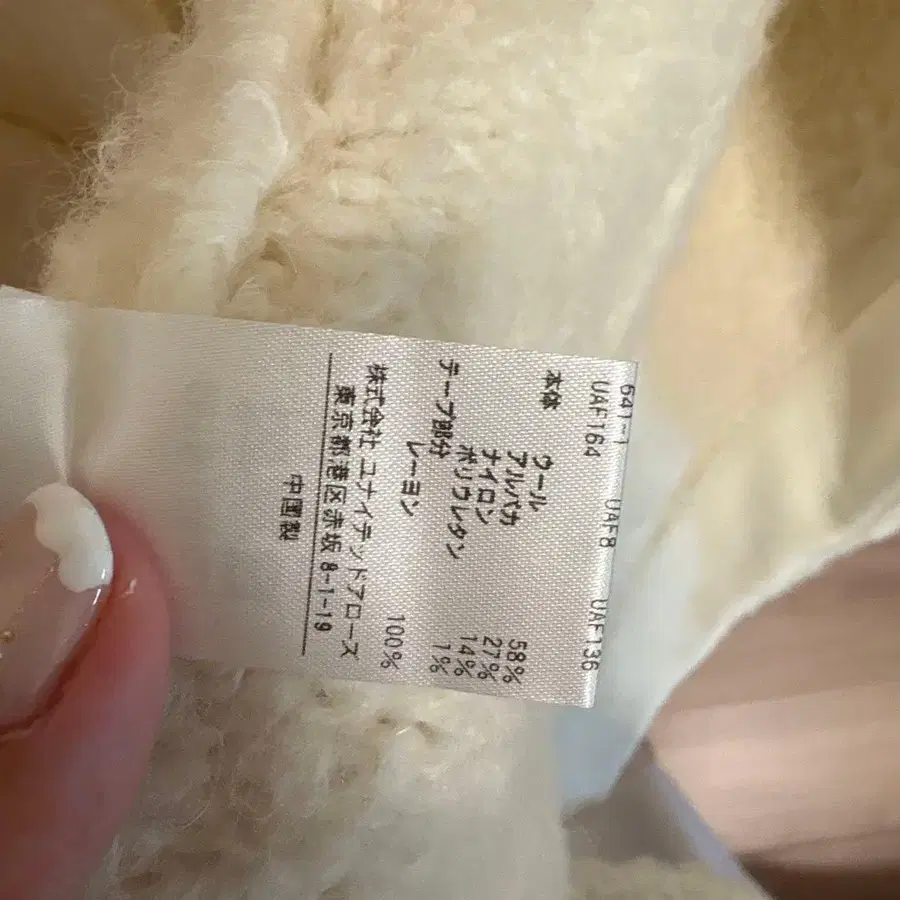 641-1 UAF8 UAF136
UAF164
本体
ウール 58%
アルパカ 27%
ナイロン 14%
ポリウレタン 1%
テープ部分
レーヨン 100%
株式会社 ユナイテッドアローズ
東京都港区赤坂 8-1-19
中国製